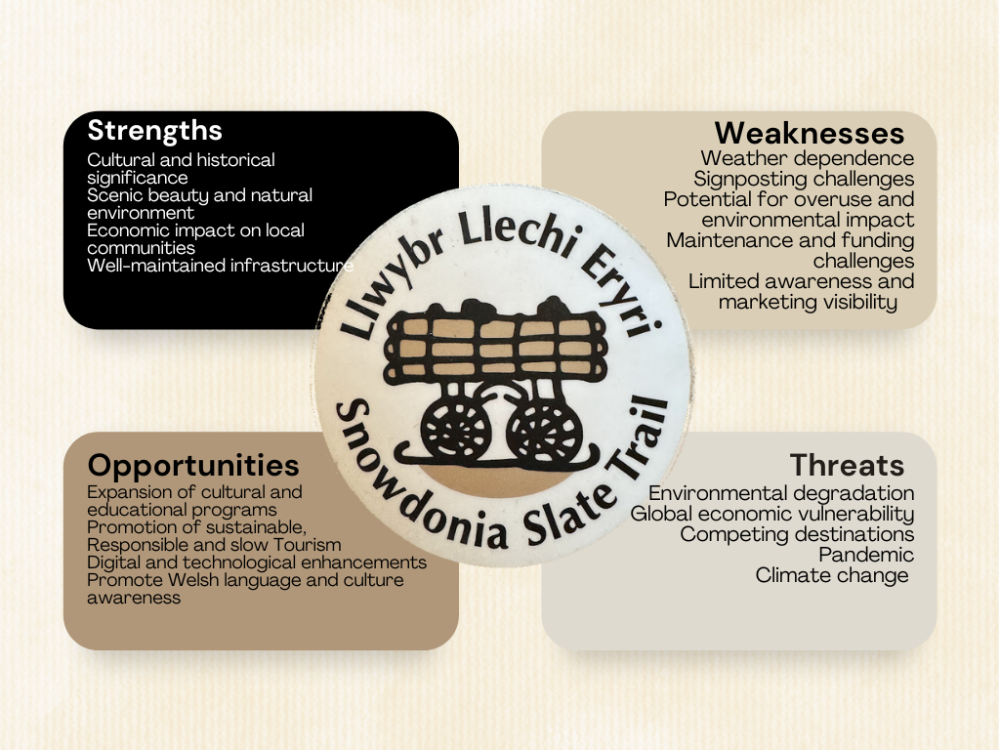 Strengths
Cultural and historical
significance
Scenic beauty and natural
environment
Economic impact on local
communities
Well-maintained infrastructure
Weaknesses
Weather dependence
Signposting challenges
Potential for overuse and
environmental impact
Maintenance and funding
challenges
Limited awareness and
marketing visibility
Llwybr Llechi Eryri
Snowdonia Slate Trail
Opportunities
Expansion of cultural and
educational programs
Promotion of sustainable,
Responsible and slow Tourism
Digital and technological enhancements
Promote Welsh language and culture
awareness
Threats
Environmental degradation
Global economic vulnerability
Competing destinations
Pandemic
Climate change